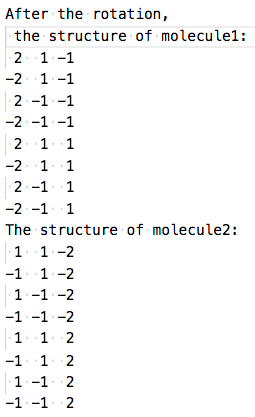 After the rotation,
 the structure of molecule1:
 2  1 -1
-2  1 -1
 2 -1 -1
-2 -1 -1
 2  1  1
-2  1  1
 2 -1  1
-2 -1  1
The structure of molecule2:
 1  1 -2
-1  1 -2
 1 -1 -2
-1 -1 -2
 1  1  2
-1  1  2
 1 -1  2
-1 -1  2